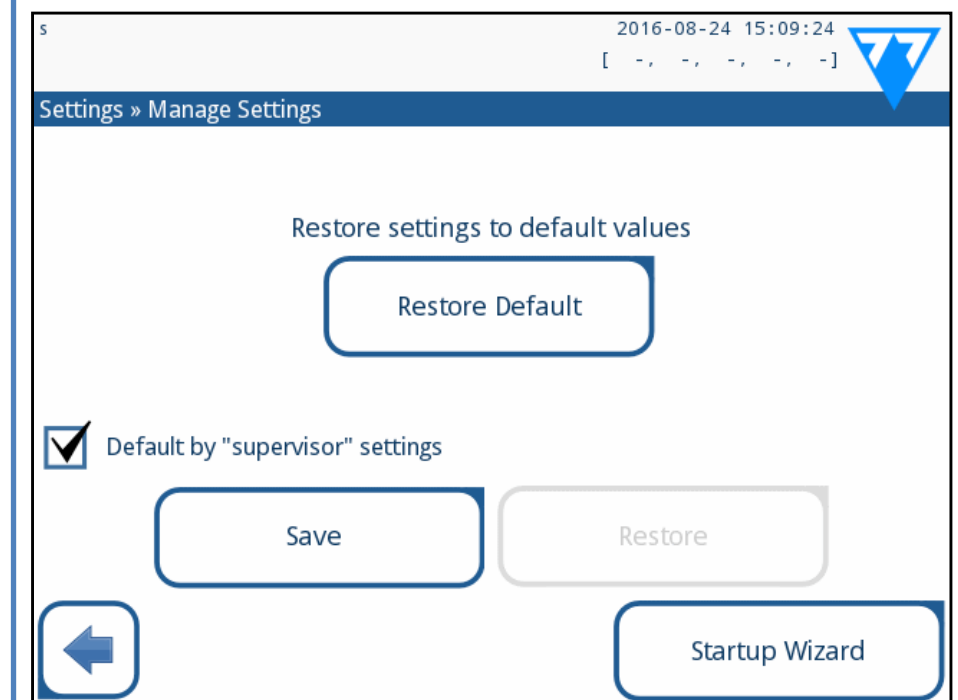 s
2016-08-24 15:09:24
[ -, -, -, -, -]
Settings » Manage Settings
Restore settings to default values
Restore Default
Default by "supervisor" settings
Save
Restore
Startup Wizard